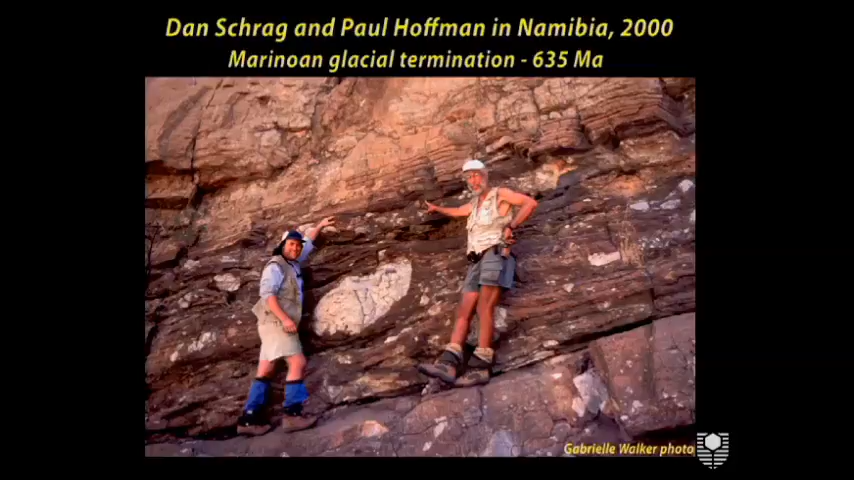 Dan Schrag and Paul Hoffman in Namibia, 2000
Marinoan glacial termination - 635 Ma
Gabrielle Walker photo